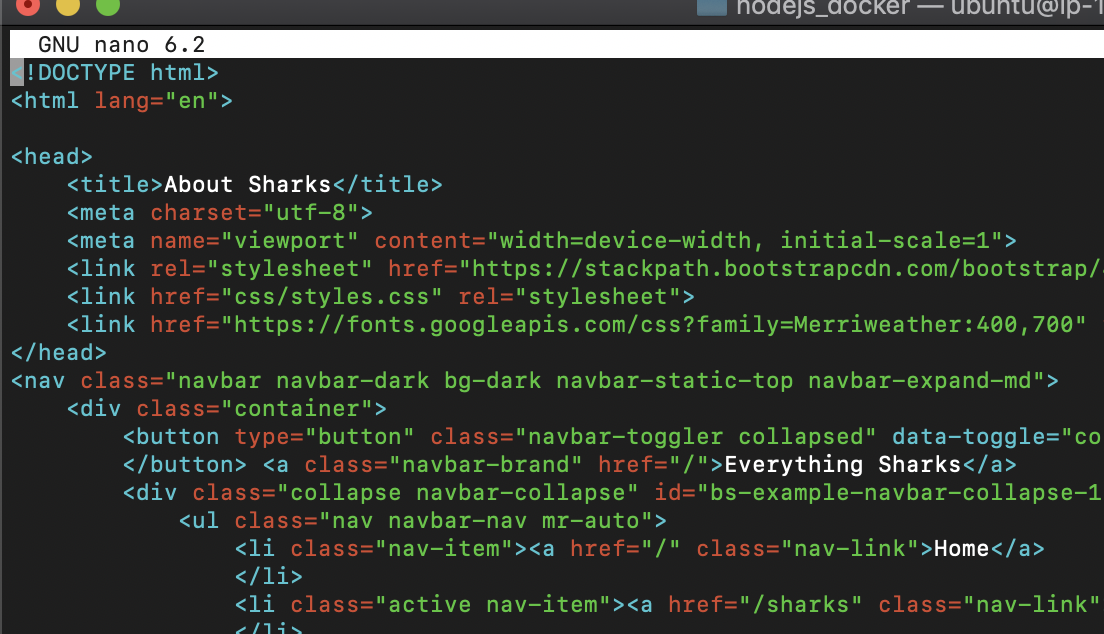 nodejs_docker — ubuntu@ip-1
GNU nano 6.2
<!DOCTYPE html>
<html lang="en">
<head>
<title>About Sharks</title>
<meta charset="utf-8">
<meta name="viewport" content="width=device-width, initial-scale=1">
<link rel="stylesheet" href="https://stackpath.bootstrapcdn.com/bootstrap/
<link href="css/styles.css" rel="stylesheet">
<link href="https://fonts.googleapis.com/css?family=Merriweather:400,700"
</head>
<nav class="navbar navbar-dark bg-dark navbar-static-top navbar-expand-md">
<div class="container">
<button type="button" class="navbar-toggler collapsed" data-toggle="co
</button> <a class="navbar-brand" href="/">Everything Sharks</a>
<div class="collapse navbar-collapse" id="bs-example-navbar-collapse-1
<ul class="nav navbar-nav mr-auto">
<li class="nav-item"><a href="/" class="nav-link">Home</a>
</li>
<li class="active nav-item"><a href="/sharks" class="nav-link"
</li>